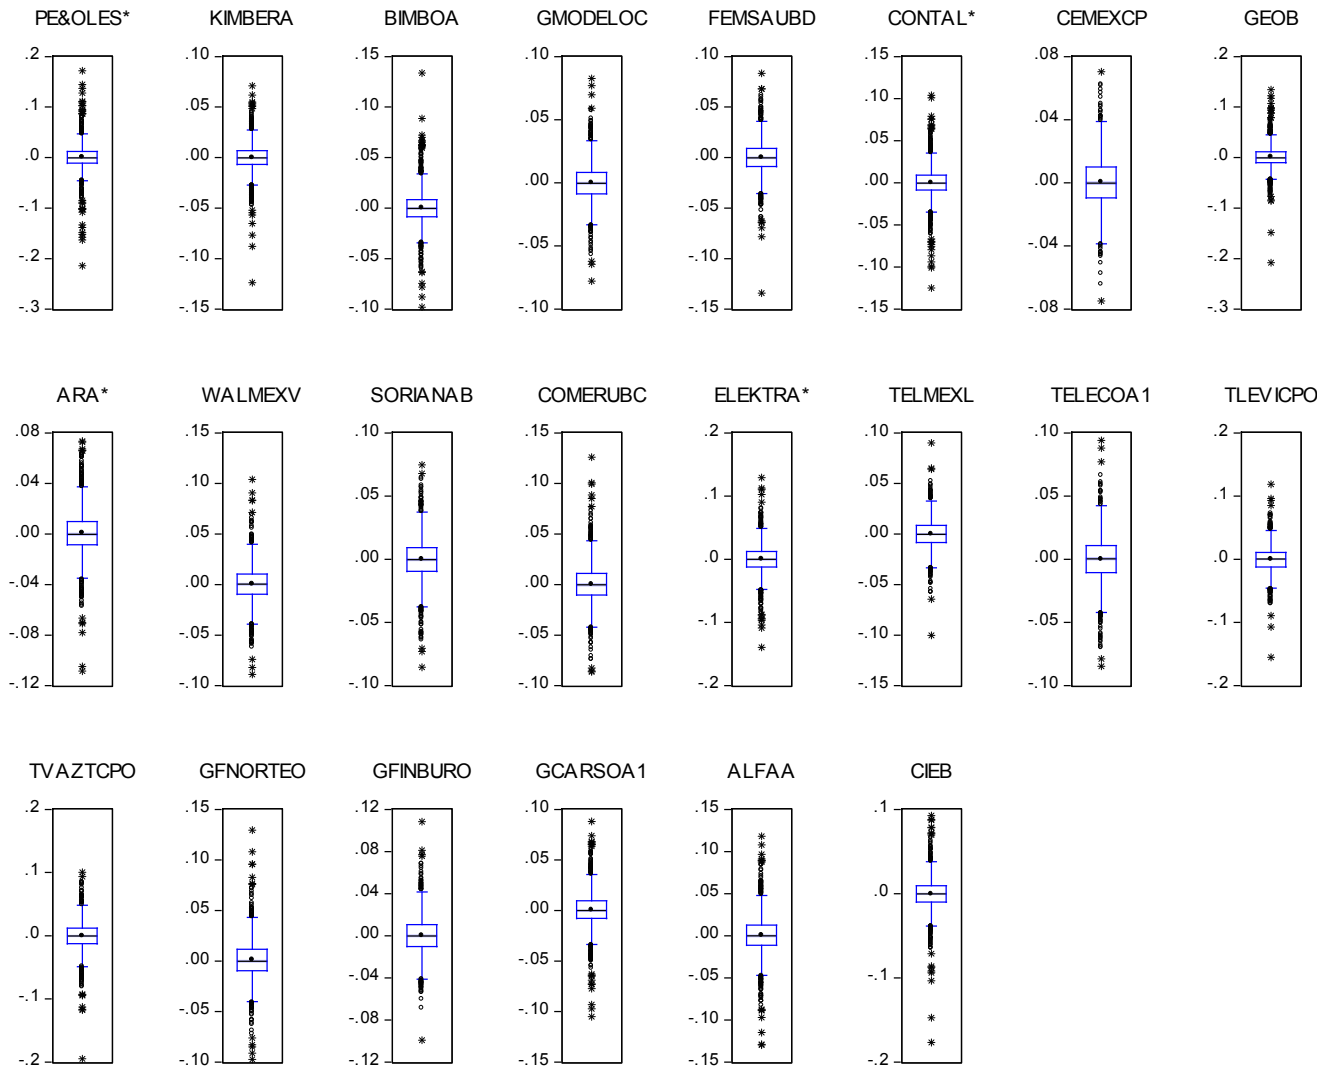 PE&OLES* KIMBERA BIMBOA GMODELOC FEMSAUBD CONTAL* CEMEXCP GEOB
.2 .10 .15 .10 .10 .15 .08 .2
.1 .05 .10 .05 .05 .10 .04 .1
.0 .00 .05 .00 .00 .05 .00 .0
-.1 -.05 .00 -.05 -.05 .00 -.04 -.1
-.2 -.10 -.05 -.10 -.10 -.05 -.08 -.2
-.3 -.15 -.10 -.15 -.10 -.15 -.3
ARA* WALMEXV SORIANAB COMERUBC ELEKTRA* TELMEXL TELECOA1 TLEVICPO
.08 .15 .10 .15 .2 .10 .10 .2
.04 .10 .05 .10 .1 .05 .05 .1
.00 .05 .00 .05 .0 .00 .00 .0
-.04 .00 -.05 .00 -.1 -.05 -.05 -.1
-.08 -.05 -.10 -.05 -.2 -.10 -.10 -.2
-.12 -.10 -.10 -.15
TVAZTCPO GFNORTEO GFINBURO GCARSOA1 ALFAA CIEB
.2 .15 .12 .10 .15 .1
.1 .10 .08 .05 .10 .0
.0 .05 .04 .00 .05 -.1
-.1 .00 .00 -.05 .00 -.2
-.2 -.05 -.04 -.10 -.05
-.10 -.08 -.15 -.10
-.12 -.15